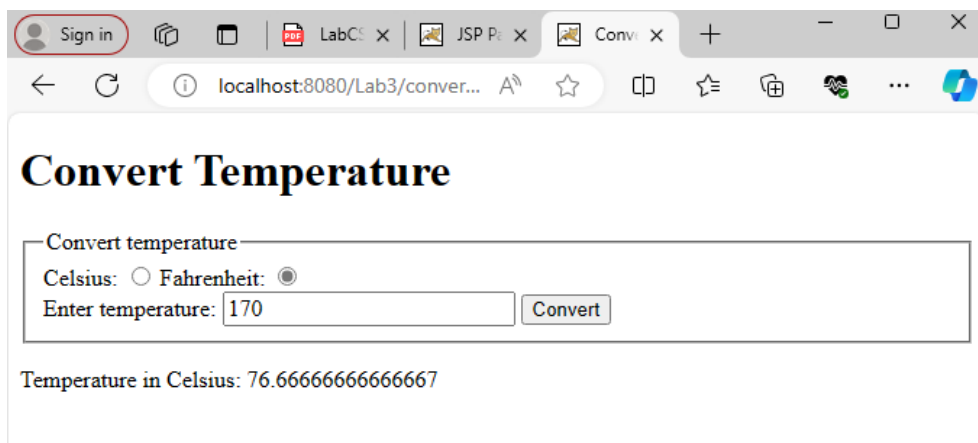 Sign in LabCS JSP Pa Conv
localhost:8080/Lab3/conver...
Convert Temperature
Convert temperature
Celsius: Fahrenheit:
Enter temperature: 170 Convert
Temperature in Celsius: 76.66666666666667